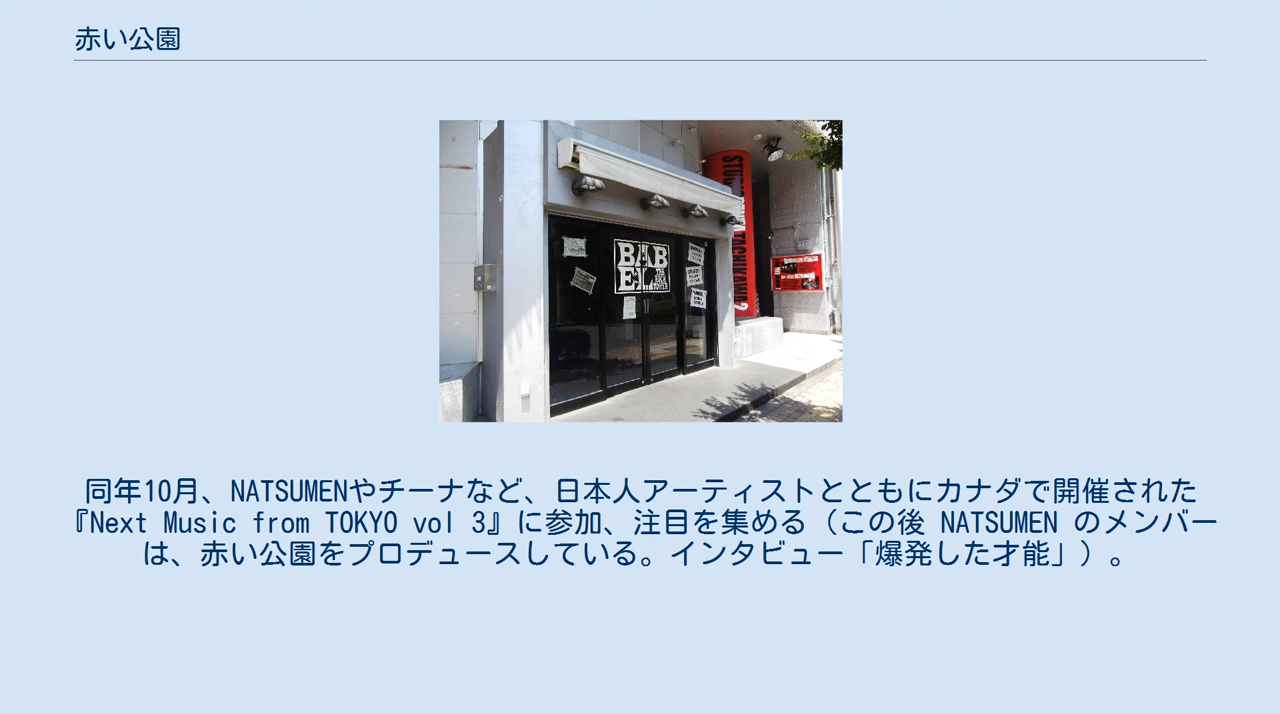 赤い公園
BAB
EL
THE
ROCK
TOWER
同年10月、NATSUMENやチーナなど、日本人アーティストとともにカナダで開催された
『Next Music from TOKYO vol 3』に参加、注目を集める（この後 NATSUMEN のメンバー
は、赤い公園をプロデュースしている。インタビュー「爆発した才能」）。